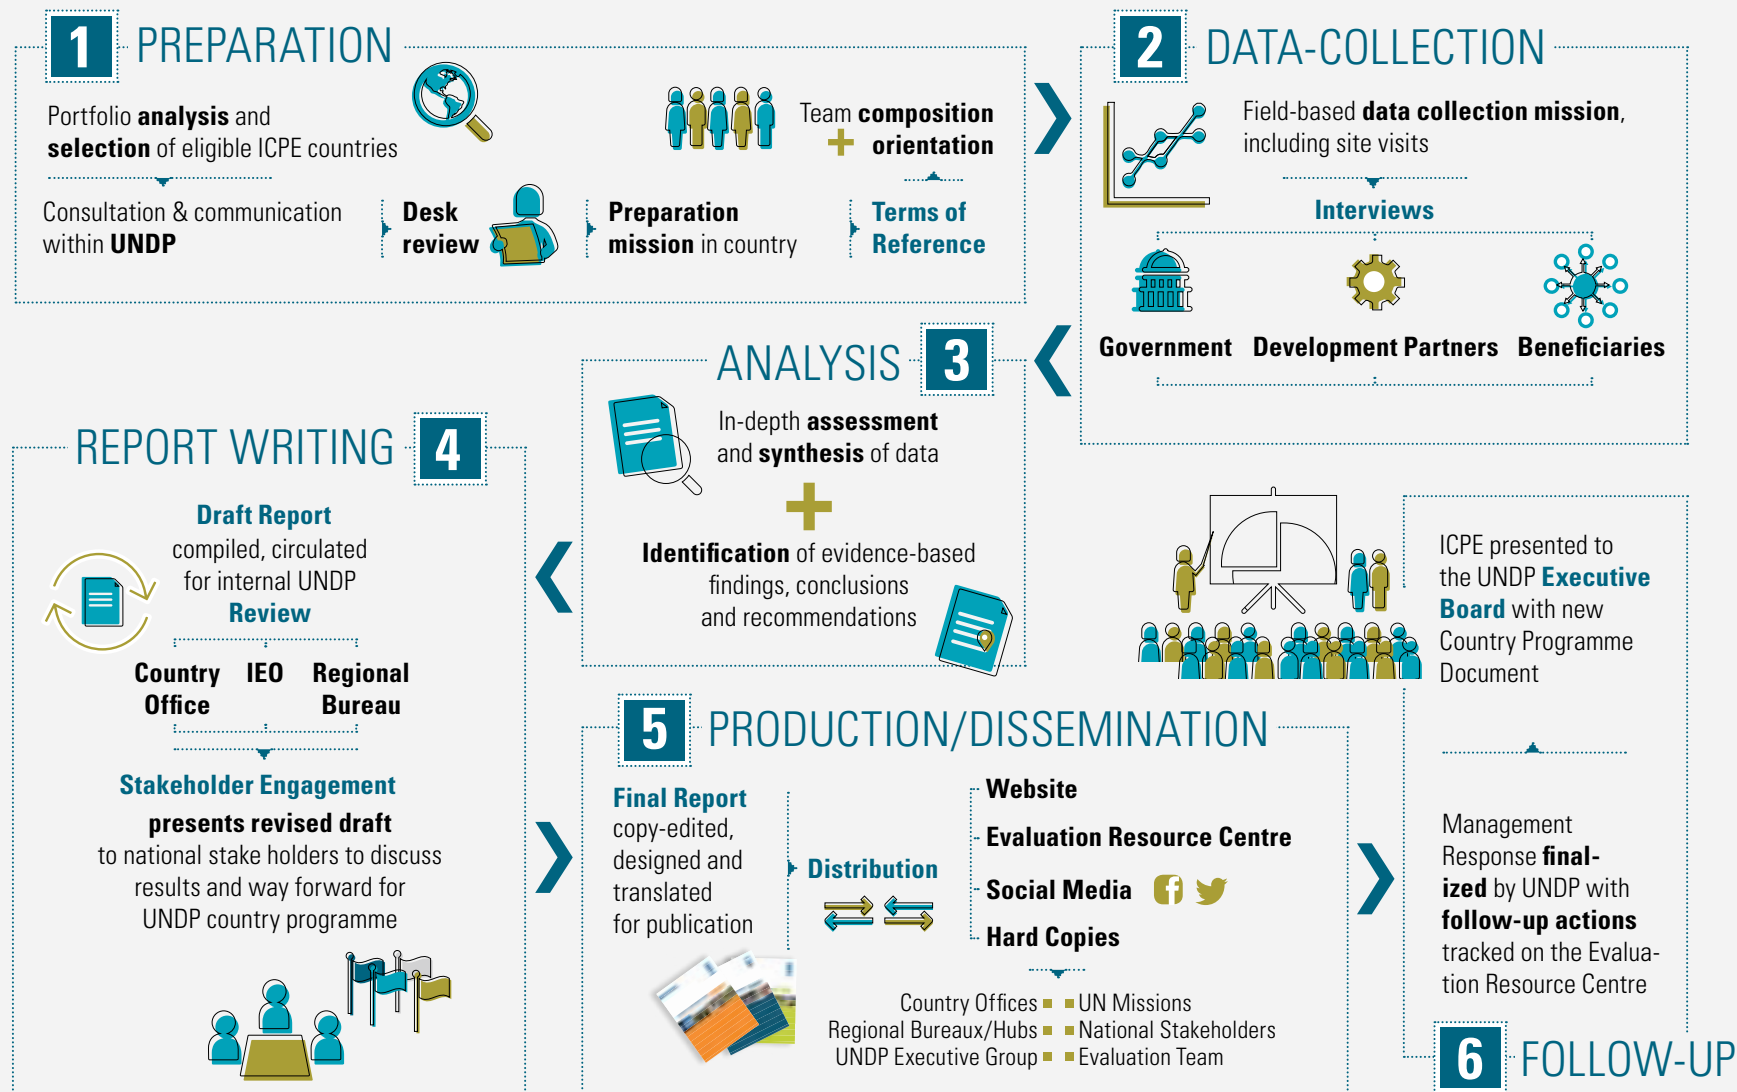 1 PREPARATION
Portfolio analysis and
selection of eligible ICPE countries
Consultation & communication
within UNDP
Desk
review
Preparation
mission in country
Terms of
Reference
Team composition
+ orientation
2 DATA-COLLECTION
Field-based data collection mission,
including site visits
Interviews
Government Development Partners Beneficiaries
ANALYSIS 3
In-depth assessment
and synthesis of data
+
Identification of evidence-based
findings, conclusions
and recommendations
REPORT WRITING 4
Draft Report
compiled, circulated
for internal UNDP
Review
Country
Office
IEO
Regional
Bureau
Stakeholder Engagement
presents revised draft
to national stake holders to discuss
results and way forward for
UNDP country programme
5 PRODUCTION/DISSEMINATION
Final Report
copy-edited,
designed and
translated
for publication
Distribution
Website
Evaluation Resource Centre
Social Media
Hard Copies
Country Offices ■ ■ UN Missions
Regional Bureaux/Hubs ■ ■ National Stakeholders
UNDP Executive Group ■ ■ Evaluation Team
6 FOLLOW-UP
Management
Response final-
ized by UNDP with
follow-up actions
tracked on the Evalua-
tion Resource Centre
ICPE presented to
the UNDP Executive
Board with new
Country Programme
Document